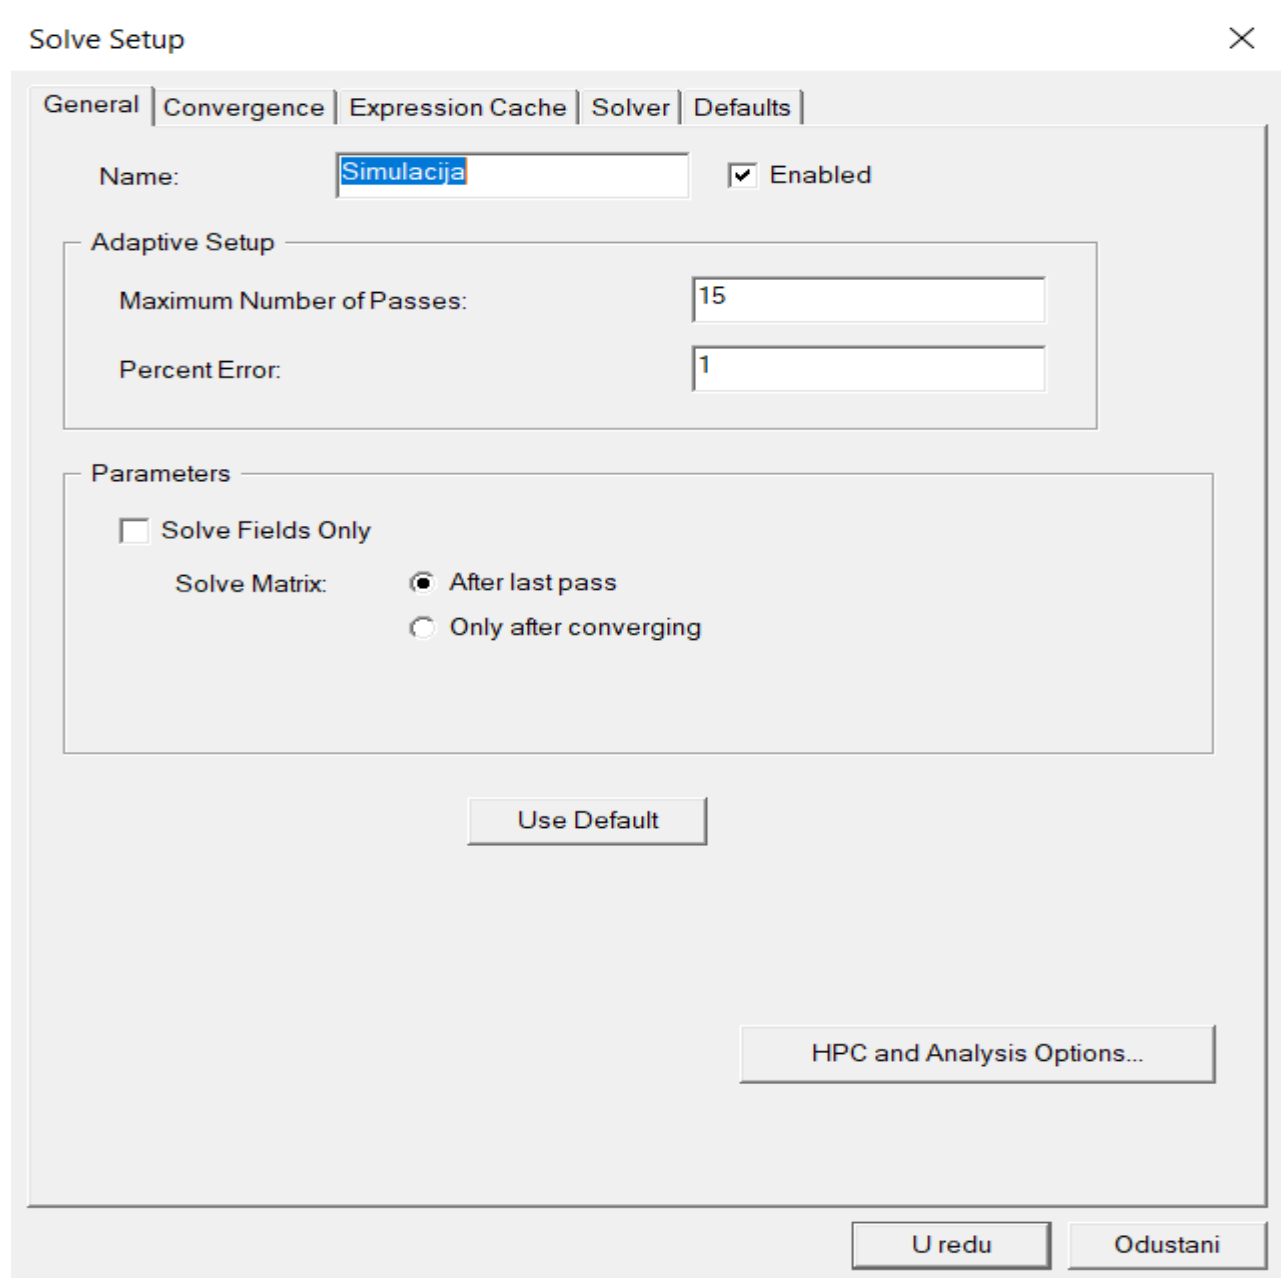 Solve Setup
General Convergence Expression Cache Solver Defaults
Name: Simulacija Enabled
Adaptive Setup
Maximum Number of Passes: 15
Percent Error: 1
Parameters
Solve Fields Only
Solve Matrix: After last pass
Only after converging
Use Default
HPC and Analysis Options...
U redu Odustani